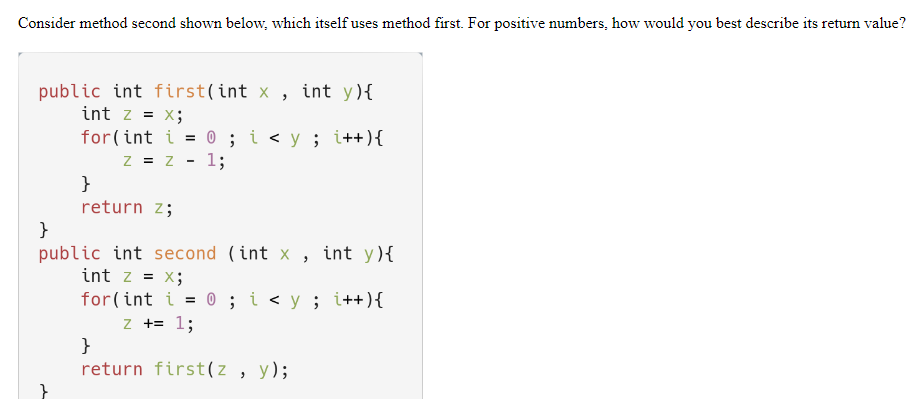 Consider method second shown below, which itself uses method first. For positive numbers, how would you best describe its return value?
public int first(int x , int y){
    int z = x;
    for(int i = 0 ; i < y ; i++){
        z = z - 1;
    }
    return z;
}
public int second (int x , int y){
    int z = x;
    for(int i = 0 ; i < y ; i++){
        z += 1;
    }
    return first(z , y);
}